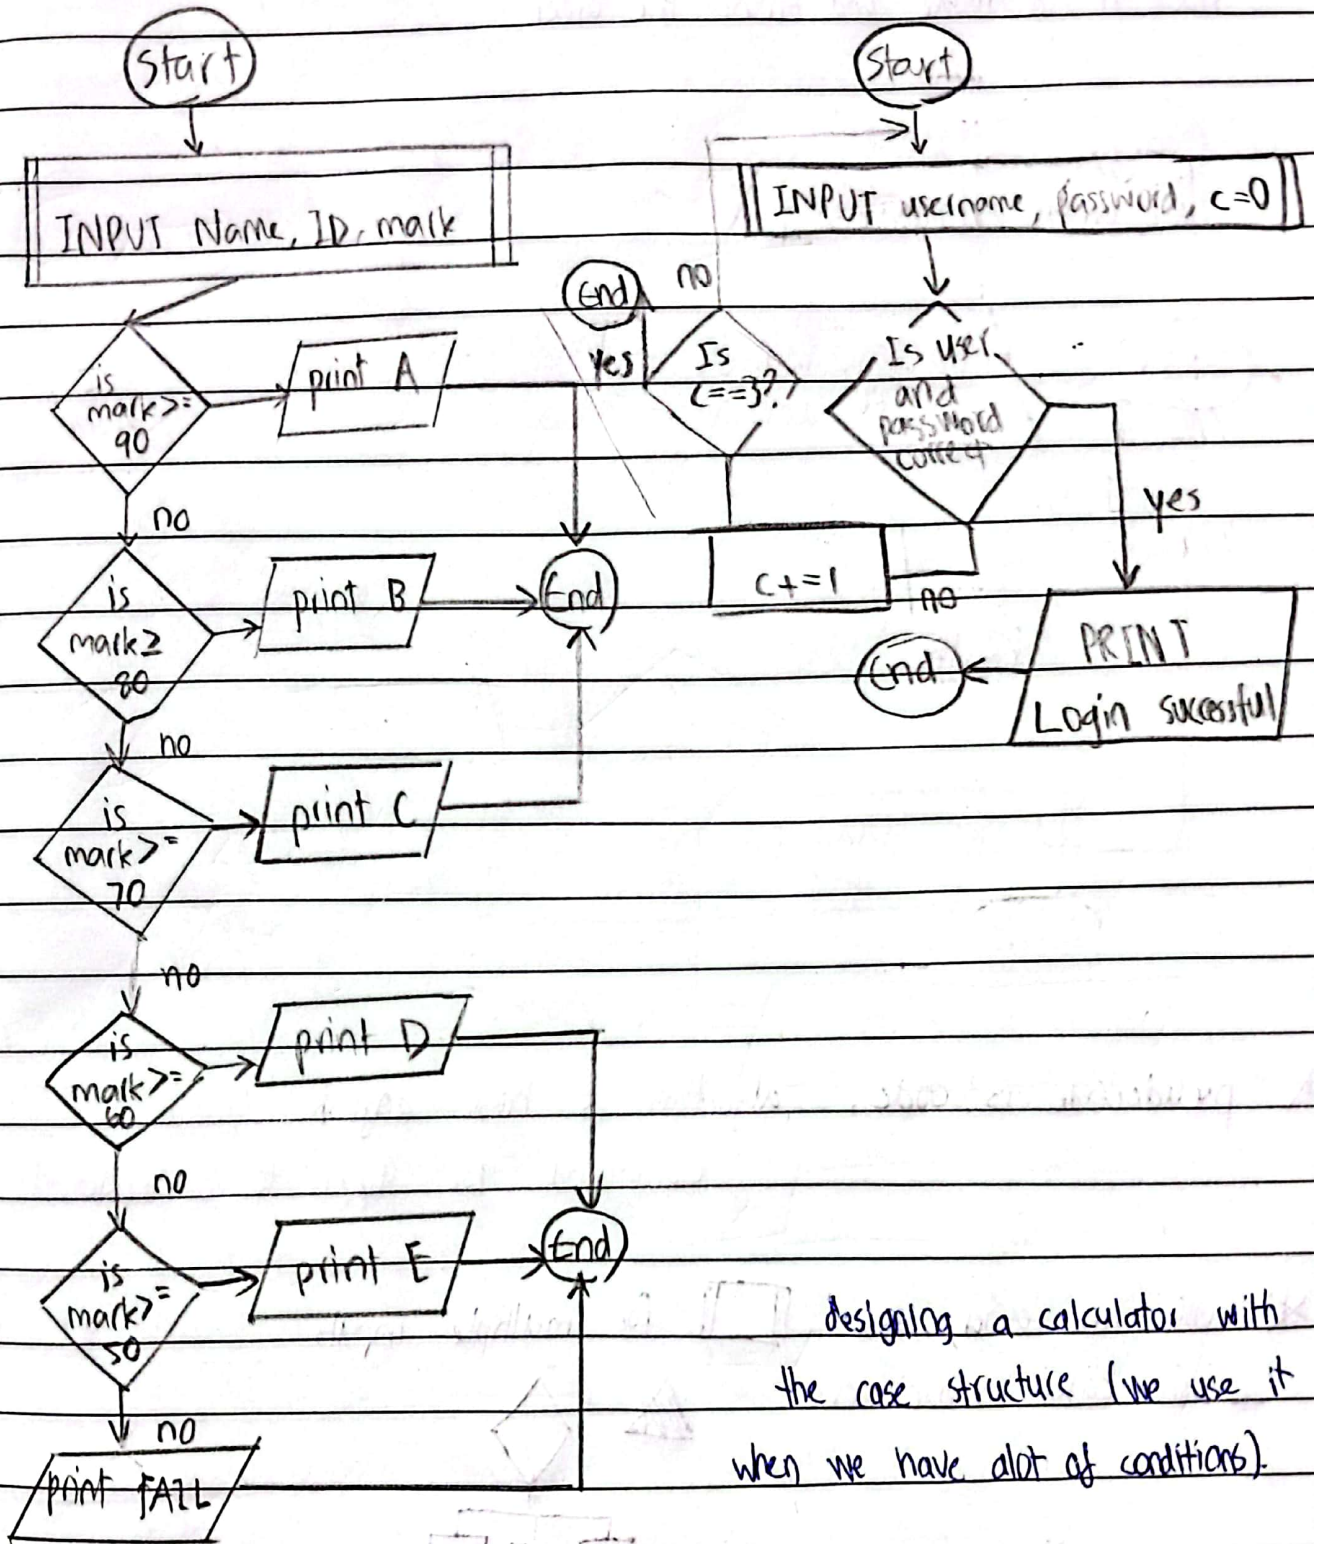 Start
INPUT Name, ID, mark
is
mark>=
90
print A
no
is
mark≥
80
print B
End
no
is
mark>=
70
print C
no
is
mark>=
60
print D
no
is
mark>=
50
print E
End
no
print FAIL
Start
INPUT username, password, c=0
Is user
and
password
correct
yes
PRINT
Login successful
End
no
c+=1
Is
c==3?
yes
End
no
designing a calculator with
the case structure (we use it
when we have alot of conditions).